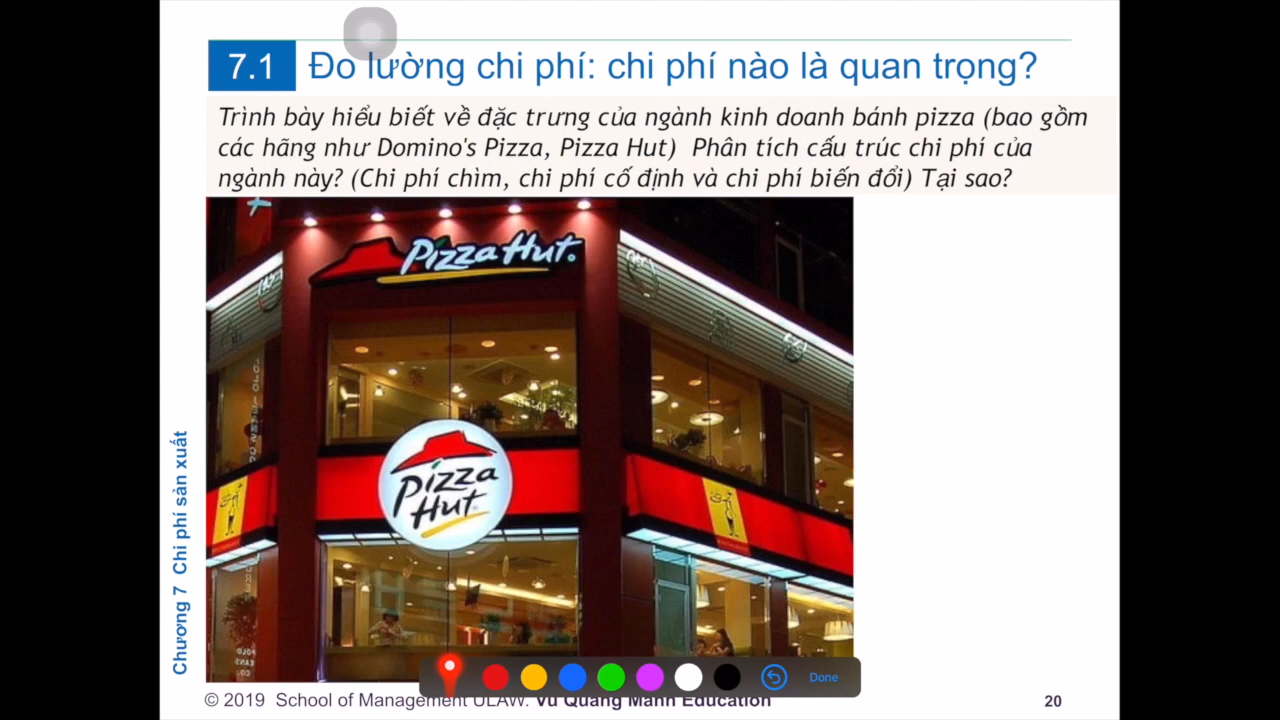 7.1 Đo lường chi phí: chi phí nào là quan trọng?
Trình bày hiểu biết về đặc trưng của ngành kinh doanh bánh pizza (bao gồm
các hãng như Domino's Pizza, Pizza Hut) Phân tích cấu trúc chi phí của
ngành này? (Chi phí chìm, chi phí cố định và chi phí biến đổi) Tại sao?
Pizza Hut
Pizza
Hut
Chương 7 Chi phí sản xuất
Done
© 2019 School of Management ULAW. Vũ Quang Mạnh Education
20